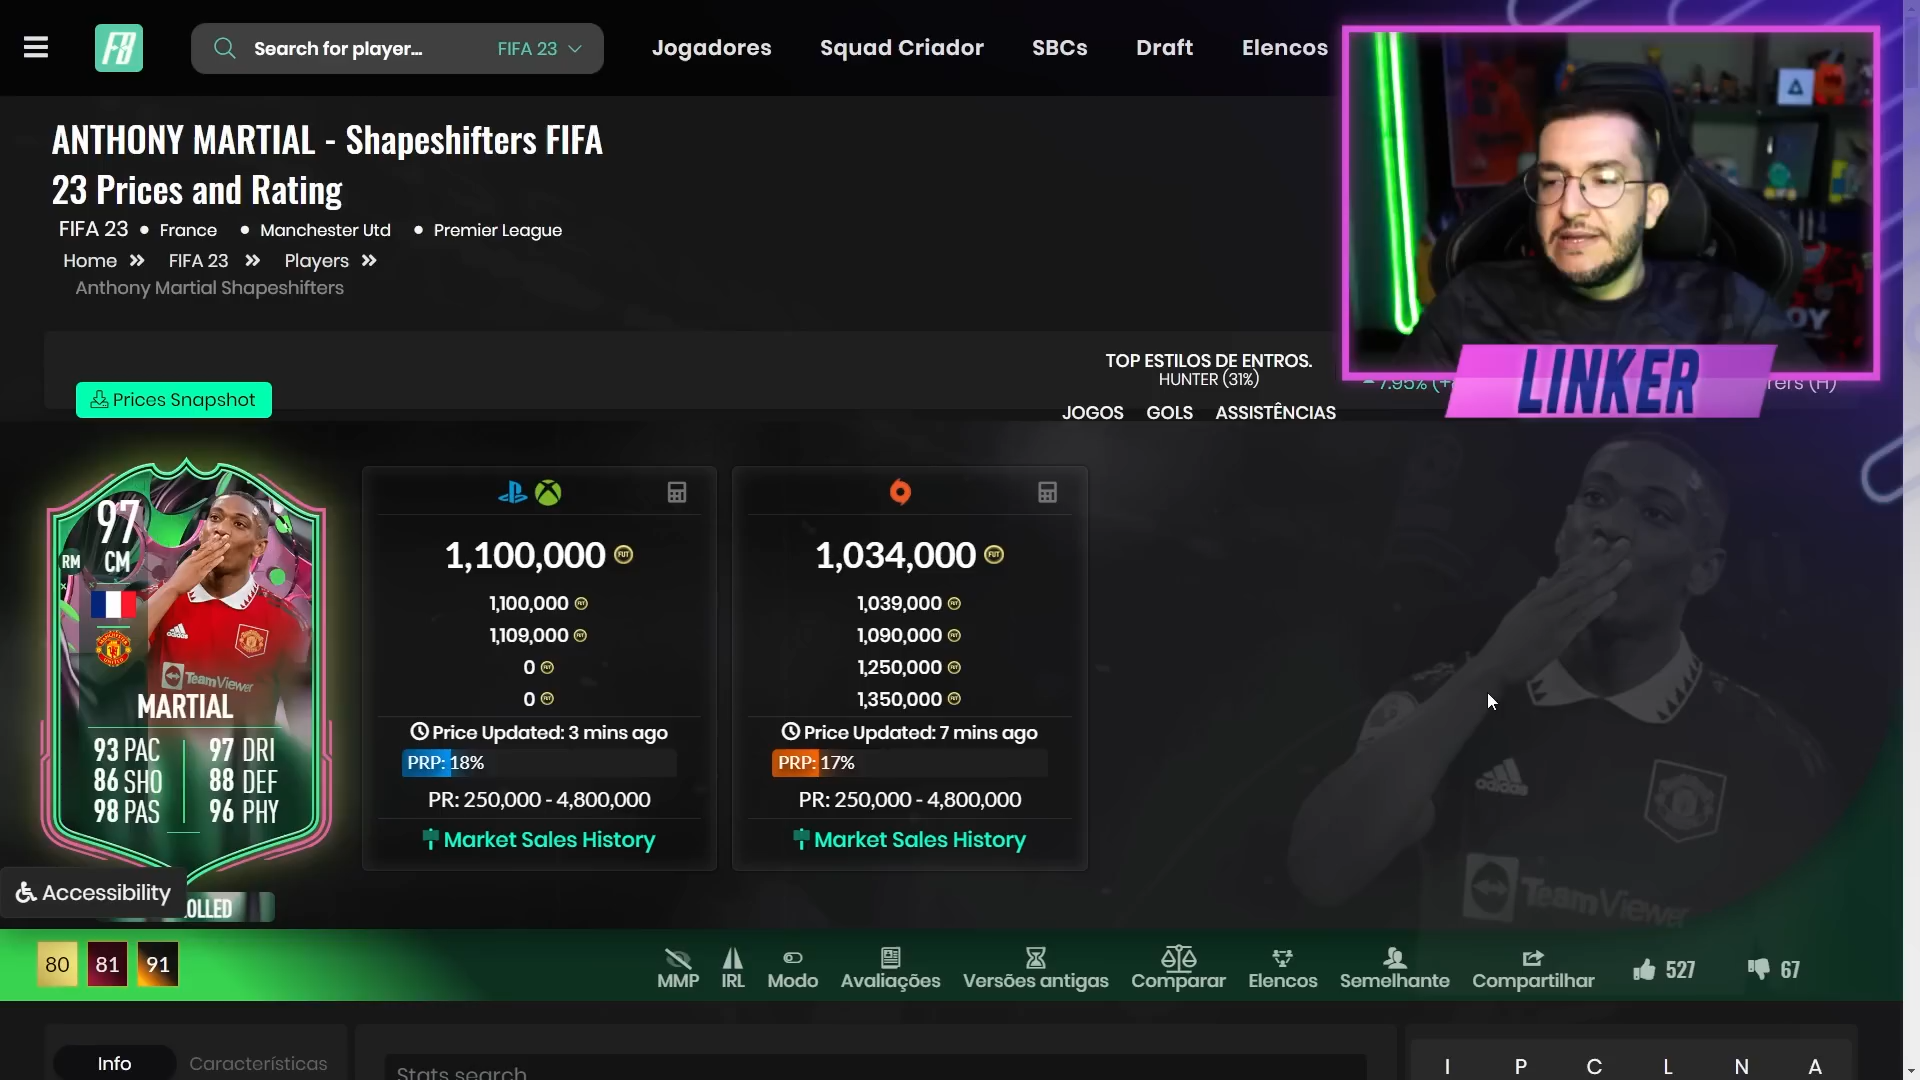 Search for player...
FIFA 23
Jogadores
Squad Criador
SBCs
Draft
Elencos
ANTHONY MARTIAL - Shapeshifters FIFA
23 Prices and Rating
FIFA 23 • France • Manchester Utd • Premier League
Home » FIFA 23 » Players »
Anthony Martial Shapeshifters
TOP ESTILOS DE ENTROS.
HUNTER (31%)
JOGOS GOLS ASSISTÊNCIAS
7.95%
LINKER
Prices Snapshot
97
CM
RM
adidas
TeamViewer
MARTIAL
93 PAC
86 SHO
98 PAS
97 DRI
88 DEF
96 PHY
1,100,000
1,100,000
1,109,000
0
0
Price Updated: 3 mins ago
PRP: 18%
PR: 250,000 - 4,800,000
Market Sales History
1,034,000
1,039,000
1,090,000
1,250,000
1,350,000
Price Updated: 7 mins ago
PRP: 17%
PR: 250,000 - 4,800,000
Market Sales History
adidas
TeamViewer
Accessibility
80
81
91
MMP
IRL
Modo
Avaliações
Versões antigas
Comparar
Elencos
Semelhante
Compartilhar
527
67
Info
Características
Stats search
I P C L N A